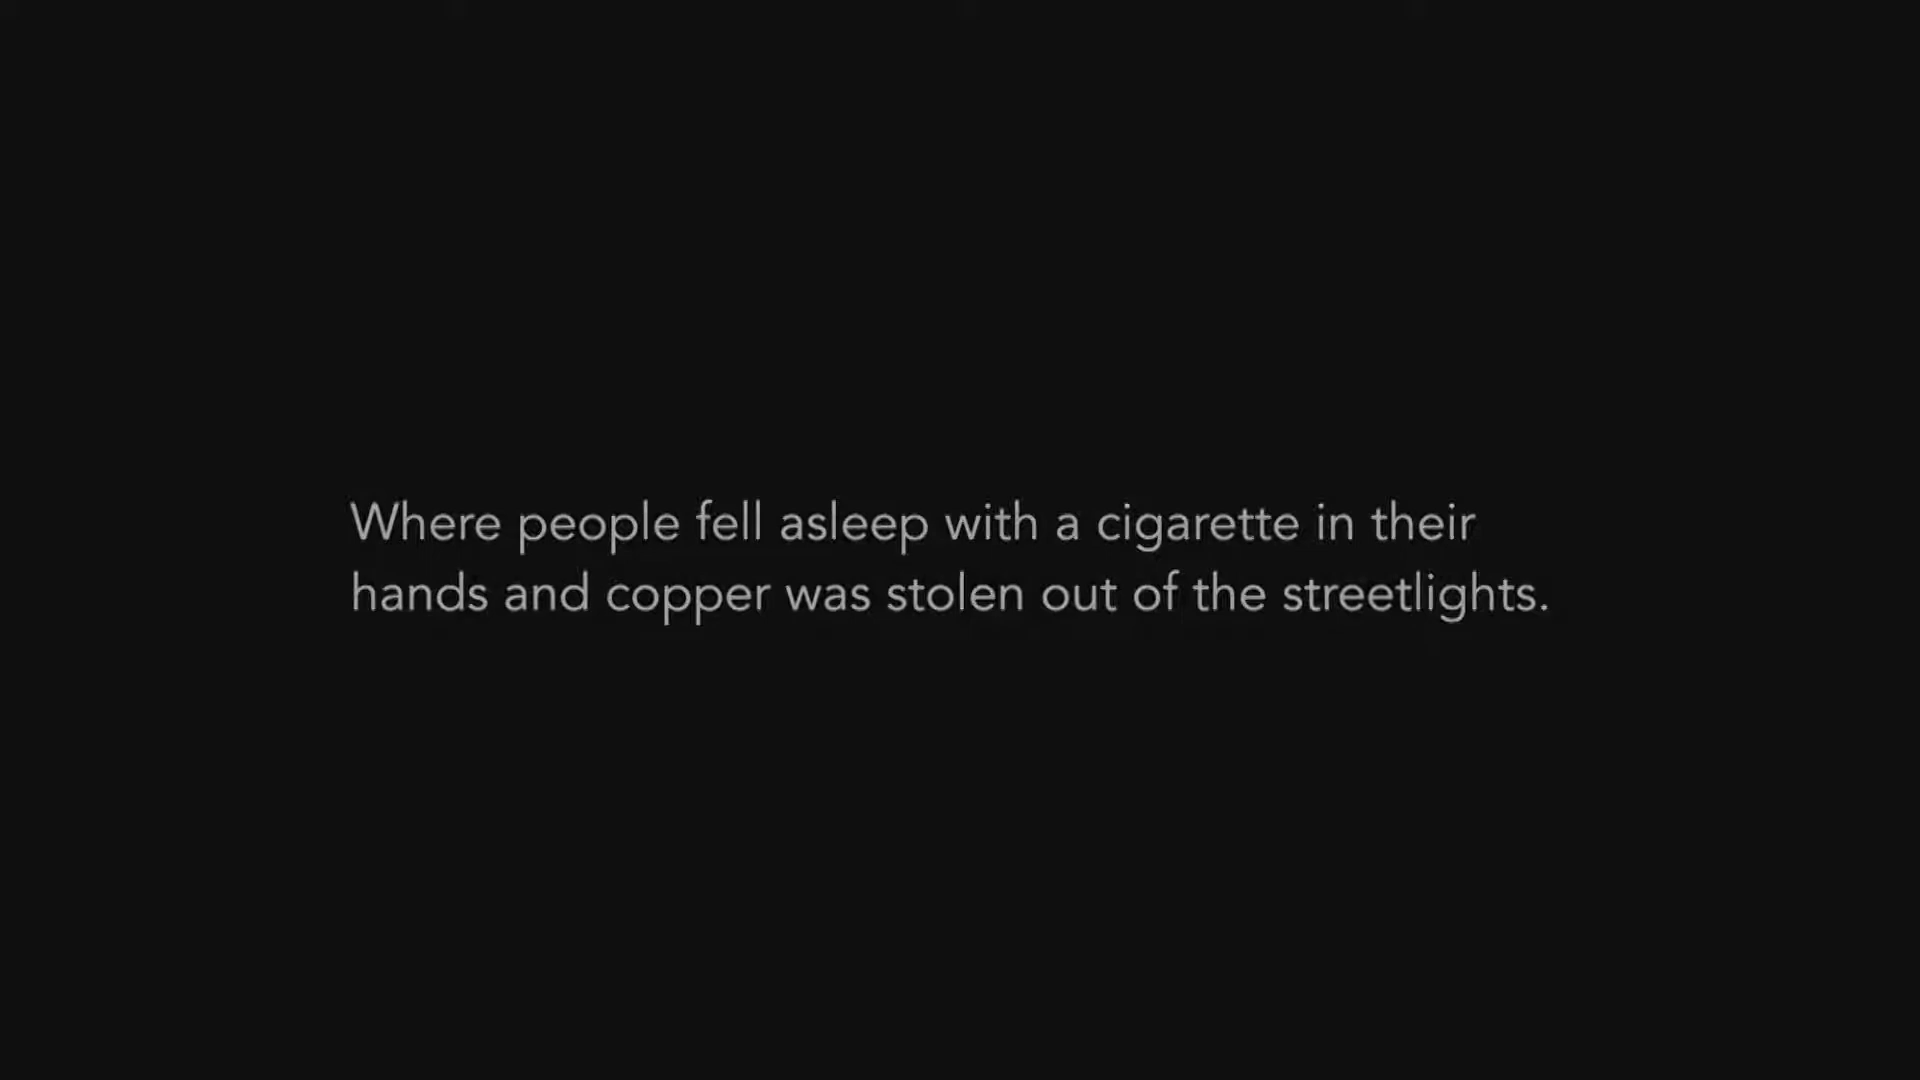 Where people fell asleep with a cigarette in their
hands and copper was stolen out of the streetlights.